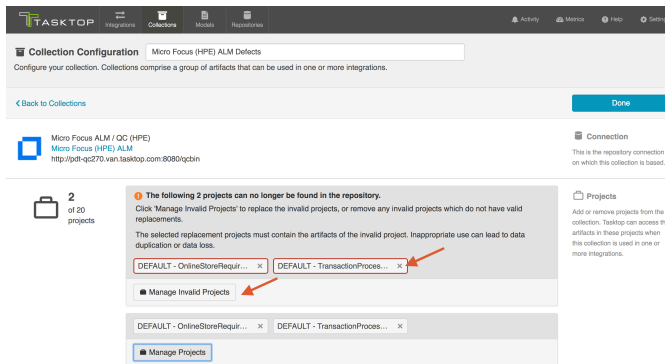 TASKTOP
Integrations
Collections
Models
Repositories
Activity
Metrics
Help
Collection Configuration
Micro Focus (HPE) ALM Defects
Configure your collection. Collections comprise a group of artifacts that can be used in one or more integrations.
Back to Collections
Done
Micro Focus ALM / QC (HPE)
Micro Focus (HPE) ALM
http://pdt-qc270.van.tasktop.com:8080/qcbin
Connection
This is the repository connection
on which this collection is based.
2
of 20
projects
The following 2 projects can no longer be found in the repository.
Click 'Manage Invalid Projects' to replace the invalid projects, or remove any invalid projects which do not have valid
replacements.
The selected replacement projects must contain the artifacts of the invalid project. Inappropriate use can lead to data
duplication or data loss.
DEFAULT - OnlineStoreRequir... ×
DEFAULT - TransactionProces... ×
Manage Invalid Projects
DEFAULT - OnlineStoreRequir... ×
DEFAULT - TransactionProces... ×
Manage Projects
Projects
Add or remove projects from the
collection. Tasktop can access
artifacts in these projects when
this collection is used in one or
more integrations.